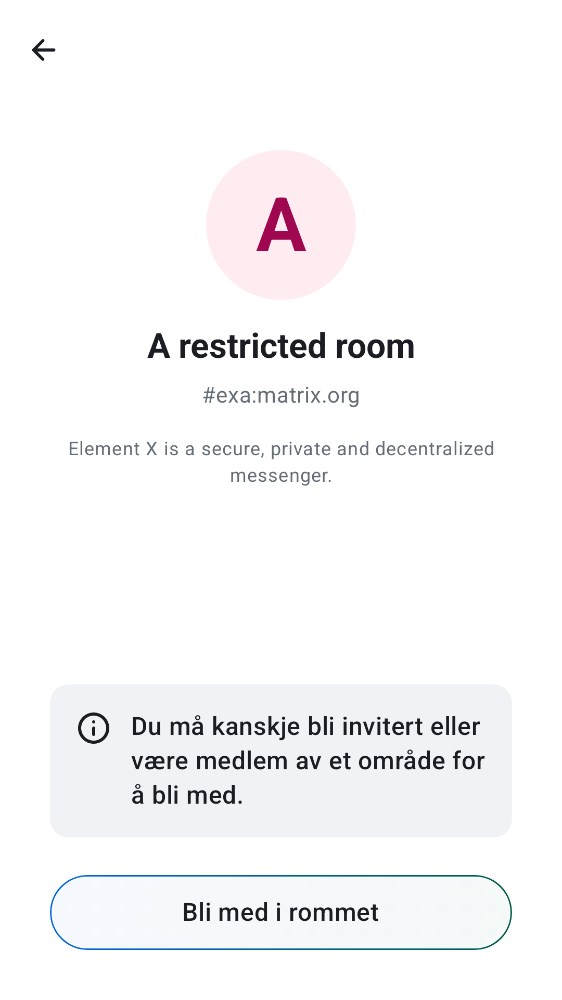 A
A restricted room
#exa:matrix.org
Element X is a secure, private and decentralized
messenger.
Du må kanskje bli invitert eller
være medlem av et område for
å bli med.
Bli med i rommet